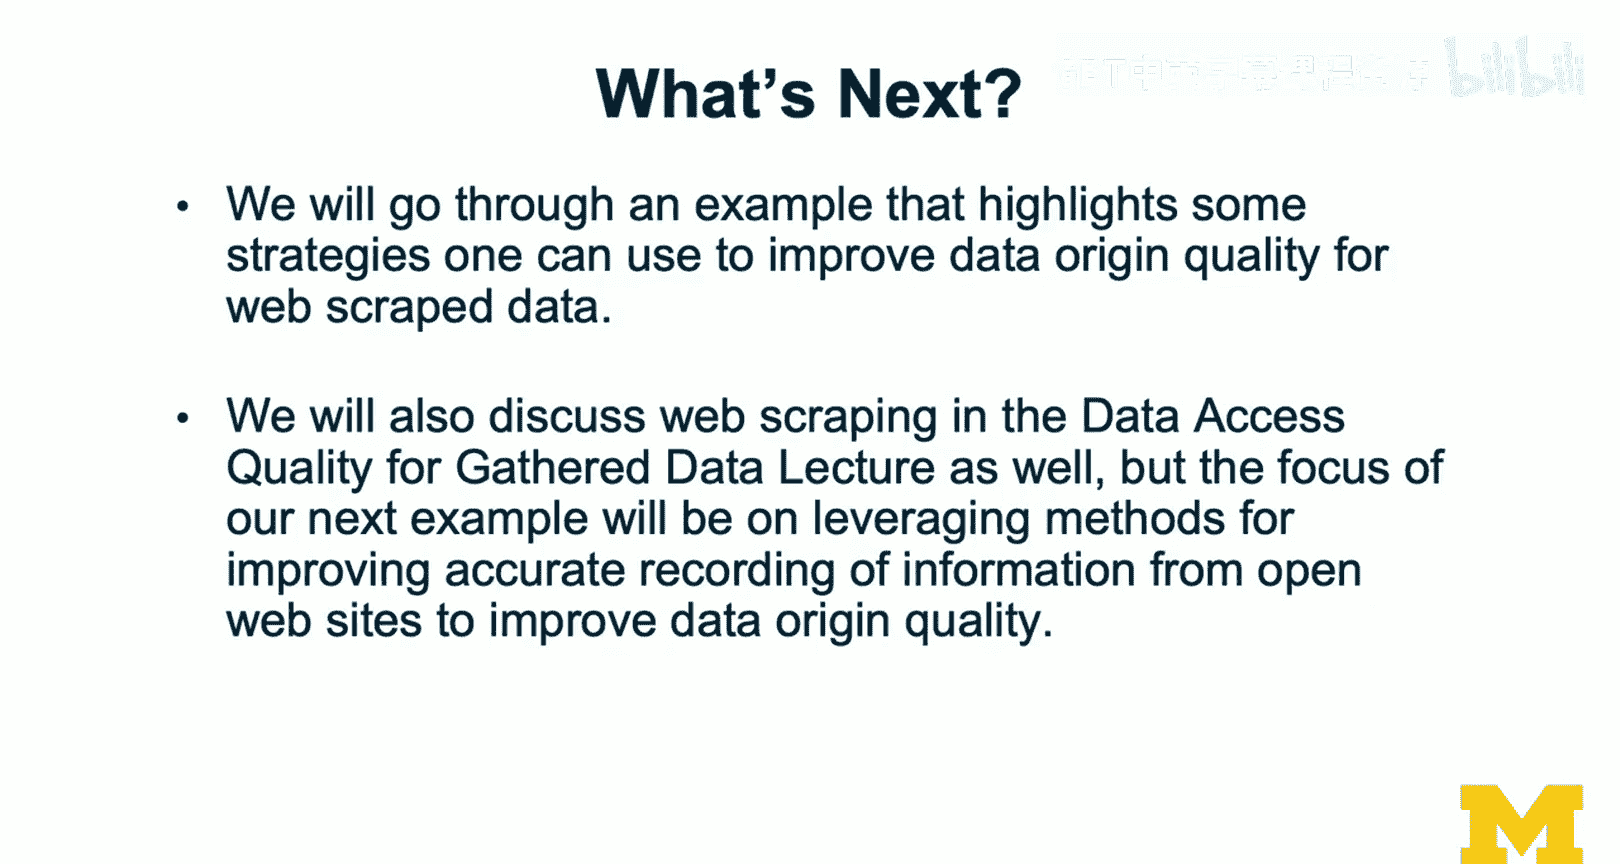 What's Next?
bilibili
• We will go through an example that highlights some
strategies one can use to improve data origin quality for
web scraped data.
• We will also discuss web scraping in the Data Access
Quality for Gathered Data Lecture as well, but the focus of
our next example will be on leveraging methods for
improving accurate recording of information from open
web sites to improve data origin quality.
M